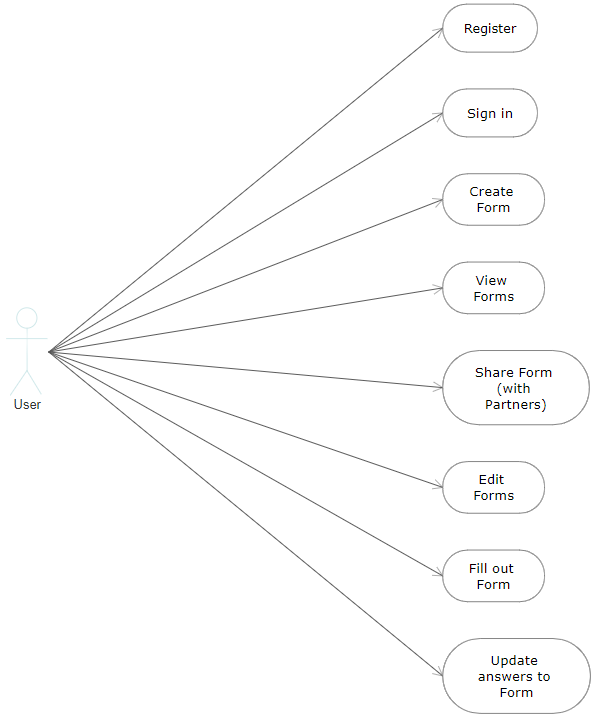 Register
Sign in
Create
Form
View
Forms
Share Form
(with
Partners)
User
Edit
Forms
Fill out
Form
Update
answers to
Form